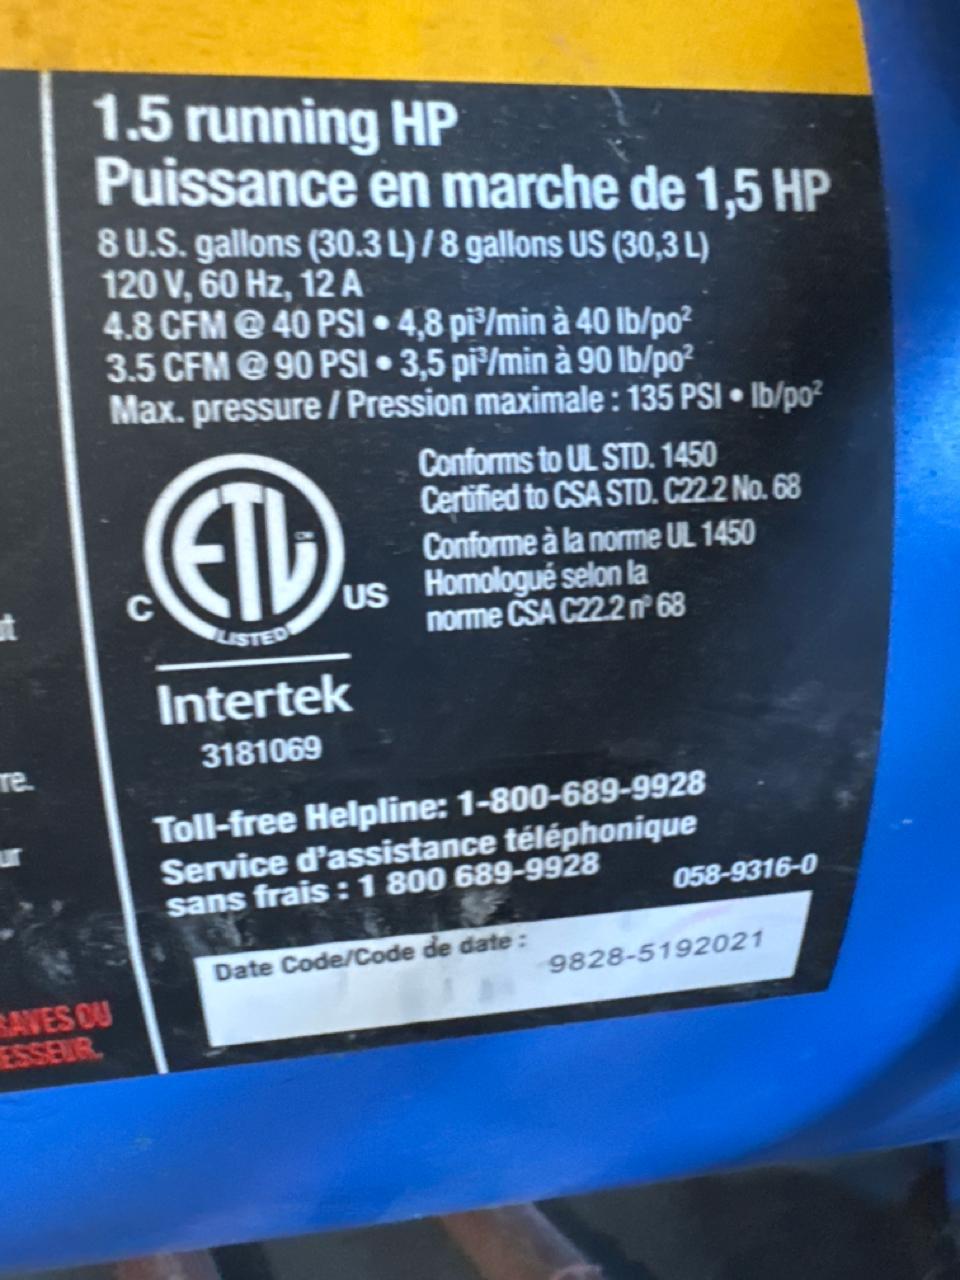 1.5 running HP
Puissance en marche de 1,5 HP
8 U.S. gallons (30.3 L) / 8 gallons US (30,3 L)
120 V, 60 Hz, 12 A
4.8 CFM @ 40 PSI • 4,8 pi³/min à 40 lb/po²
3.5 CFM @ 90 PSI • 3,5 pi³/min à 90 lb/po²
Max. pressure / Pression maximale : 135 PSI • lb/po²
Conforms to UL STD. 1450
Certified to CSA STD. C22.2 No. 68
Conforme à la norme UL 1450
Homologué selon la
norme CSA C22.2 nº 68
ETL CM
C US
LISTED
Intertek
3181069
Toll-free Helpline: 1-800-689-9928
Service d'assistance téléphonique
sans frais : 1 800 689-9928
058-9316-0
Date Code/Code de date : 9828-5192021